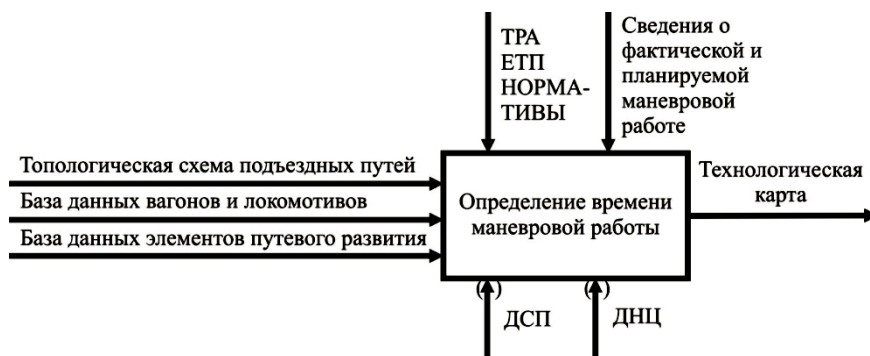 ТРА
ЕТП
НОРМА-
ТИВЫ
Сведения о
фактической и
планируемой
маневровой
работе
Топологическая схема подъездных путей
База данных вагонов и локомотивов
База данных элементов путевого развития
Определение времени
маневровой работы
Технологическая
карта
ДСП
ДНЦ